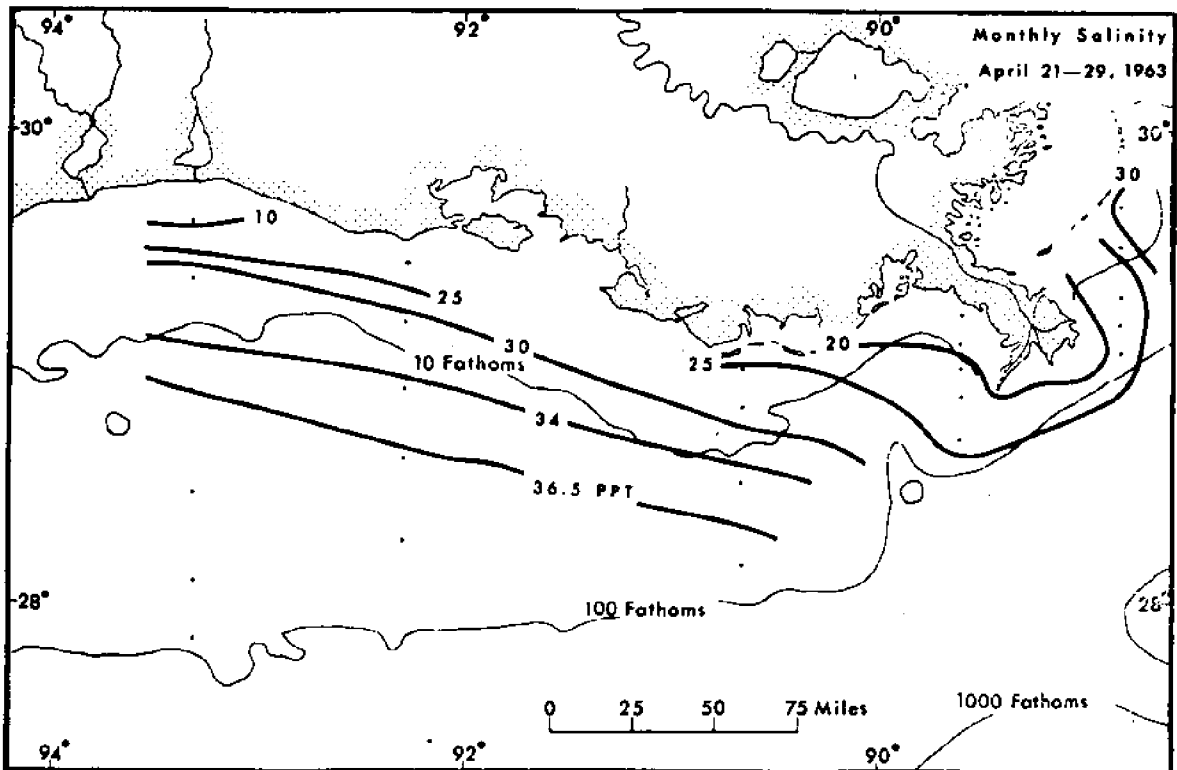 94°
92°
90°
Monthly Salinity
April 21—29, 1963
30°
30°
30
10
25
30
10 Fathoms
20
25
34
36.5 PPT
28°
100 Fathoms
28°
0 25 50 75 Miles
1000 Fathoms
94°
92°
90°